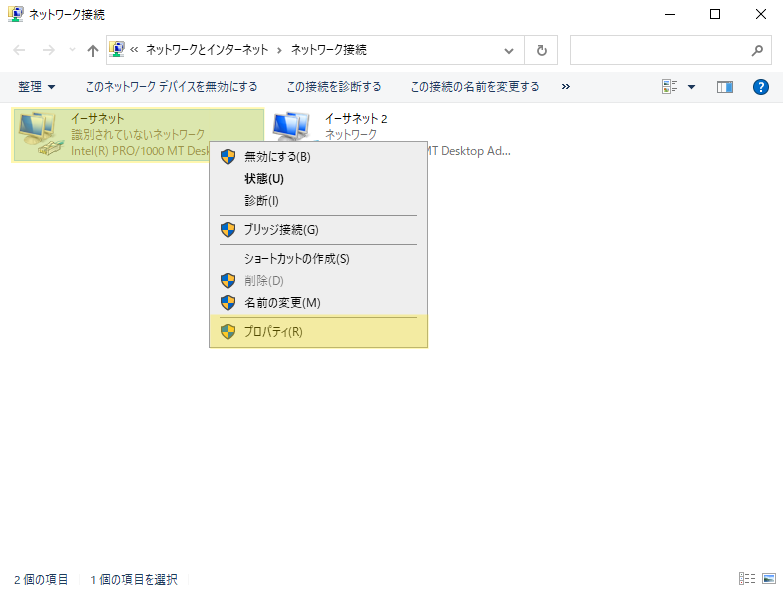 ネットワーク接続
« ネットワークとインターネット › ネットワーク接続
整理 このネットワーク デバイスを無効にする この接続を診断する この接続の名前を変更する »
イーサネット
識別されていないネットワーク
Intel(R) PRO/1000 MT Desk
イーサネット 2
ネットワーク
MT Desktop Ad...
無効にする(B)
状態(U)
診断(I)
ブリッジ接続(G)
ショートカットの作成(S)
削除(D)
名前の変更(M)
プロパティ(R)
2 個の項目 1 個の項目を選択